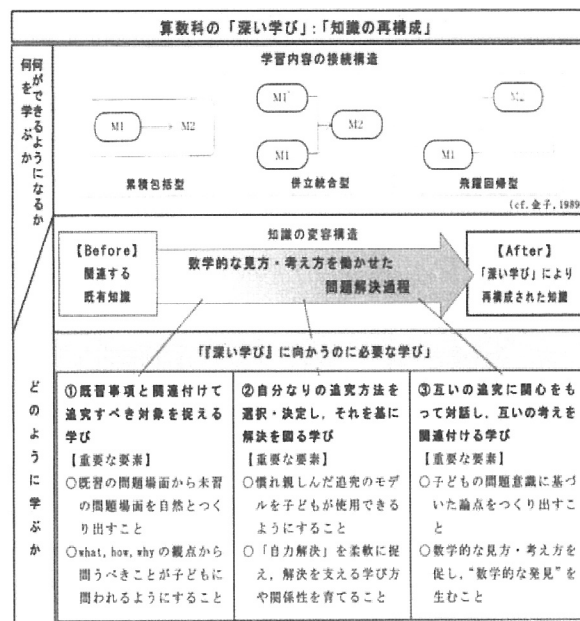 算数科の「深い学び」:「知識の再構成」
何ができるようになるか
何を学ぶか
学習内容の接続構造
M1
M2
累積包括型
M1'
M1
M2
併立統合型
M1
飛躍回帰型
(cf.金子,1989
知識の変容構造
【Before】
関連する
既有知識
数学的な見方・考え方を働かせた
問題解決過程
【After】
「深い学び」により
再構成された知識
どのように学ぶか
「『深い学び』に向かうのに必要な学び」
①既習事項と関連付けて
追究すべき対象を捉える
学び
【重要な要素】
○既習の問題場面から未習
の問題場面を自然とつく
り出すこと
○what,how,whyの観点から
問うべきことが子どもに
問われるようにすること
②自分なりの追究方法を
選択・決定し,それを基に
解決を図る学び
【重要な要素】
○慣れ親しんだ追究のモデ
ルを子どもが使用できる
ようにすること
○「自力解決」を柔軟に捉
え,解決を支える学び方
や関係性を育てること
③互いの追究に関心をも
って対話し,互いの考えを
関連付ける学び
【重要な要素】
○子どもの問題意識に基づ
いた論点をつくり出すこ
と
○数学的な見方・考え方を
促し,“数学的な発見”を
生むこと